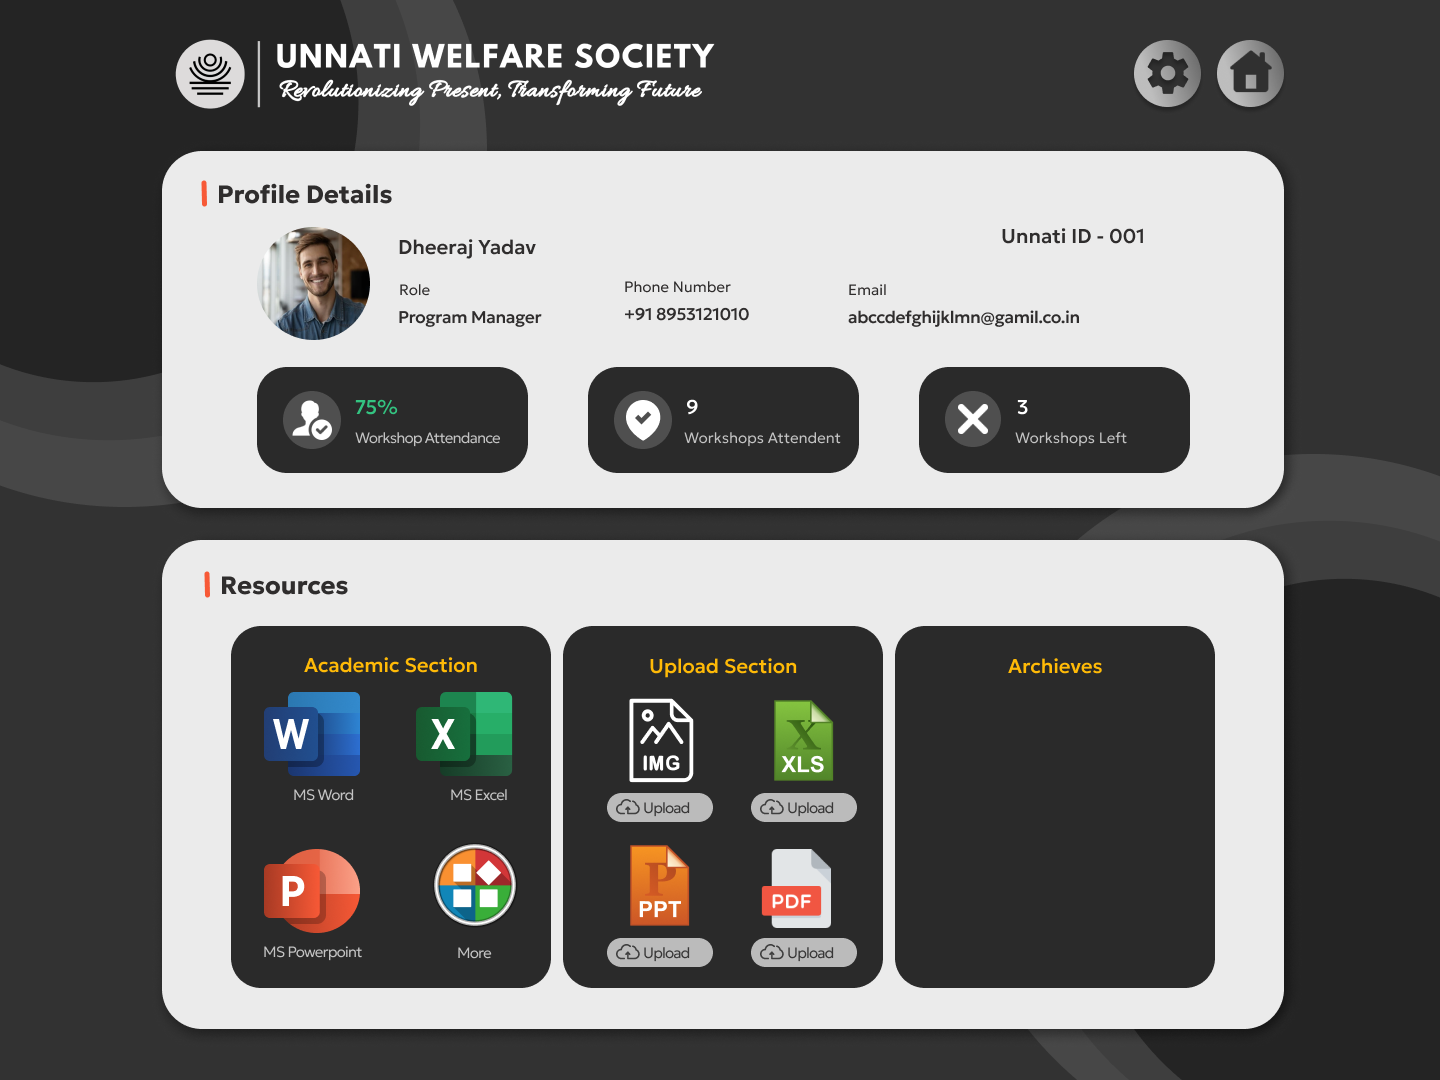 UNNATI WELFARE SOCIETY
Revolutionizing Present, Transforming Future
Profile Details
Dheeraj Yadav
Unnati ID - 001
Role
Program Manager
Phone Number
+91 8953121010
Email
abccdefghijklmn@gamil.co.in
75%
Workshop Attendance
9
Workshops Attendent
3
Workshops Left
Resources
Academic Section
W
MS Word
X
MS Excel
P
MS Powerpoint
More
Upload Section
IMG
Upload
X
XLS
Upload
P
PPT
Upload
PDF
Upload
Archieves